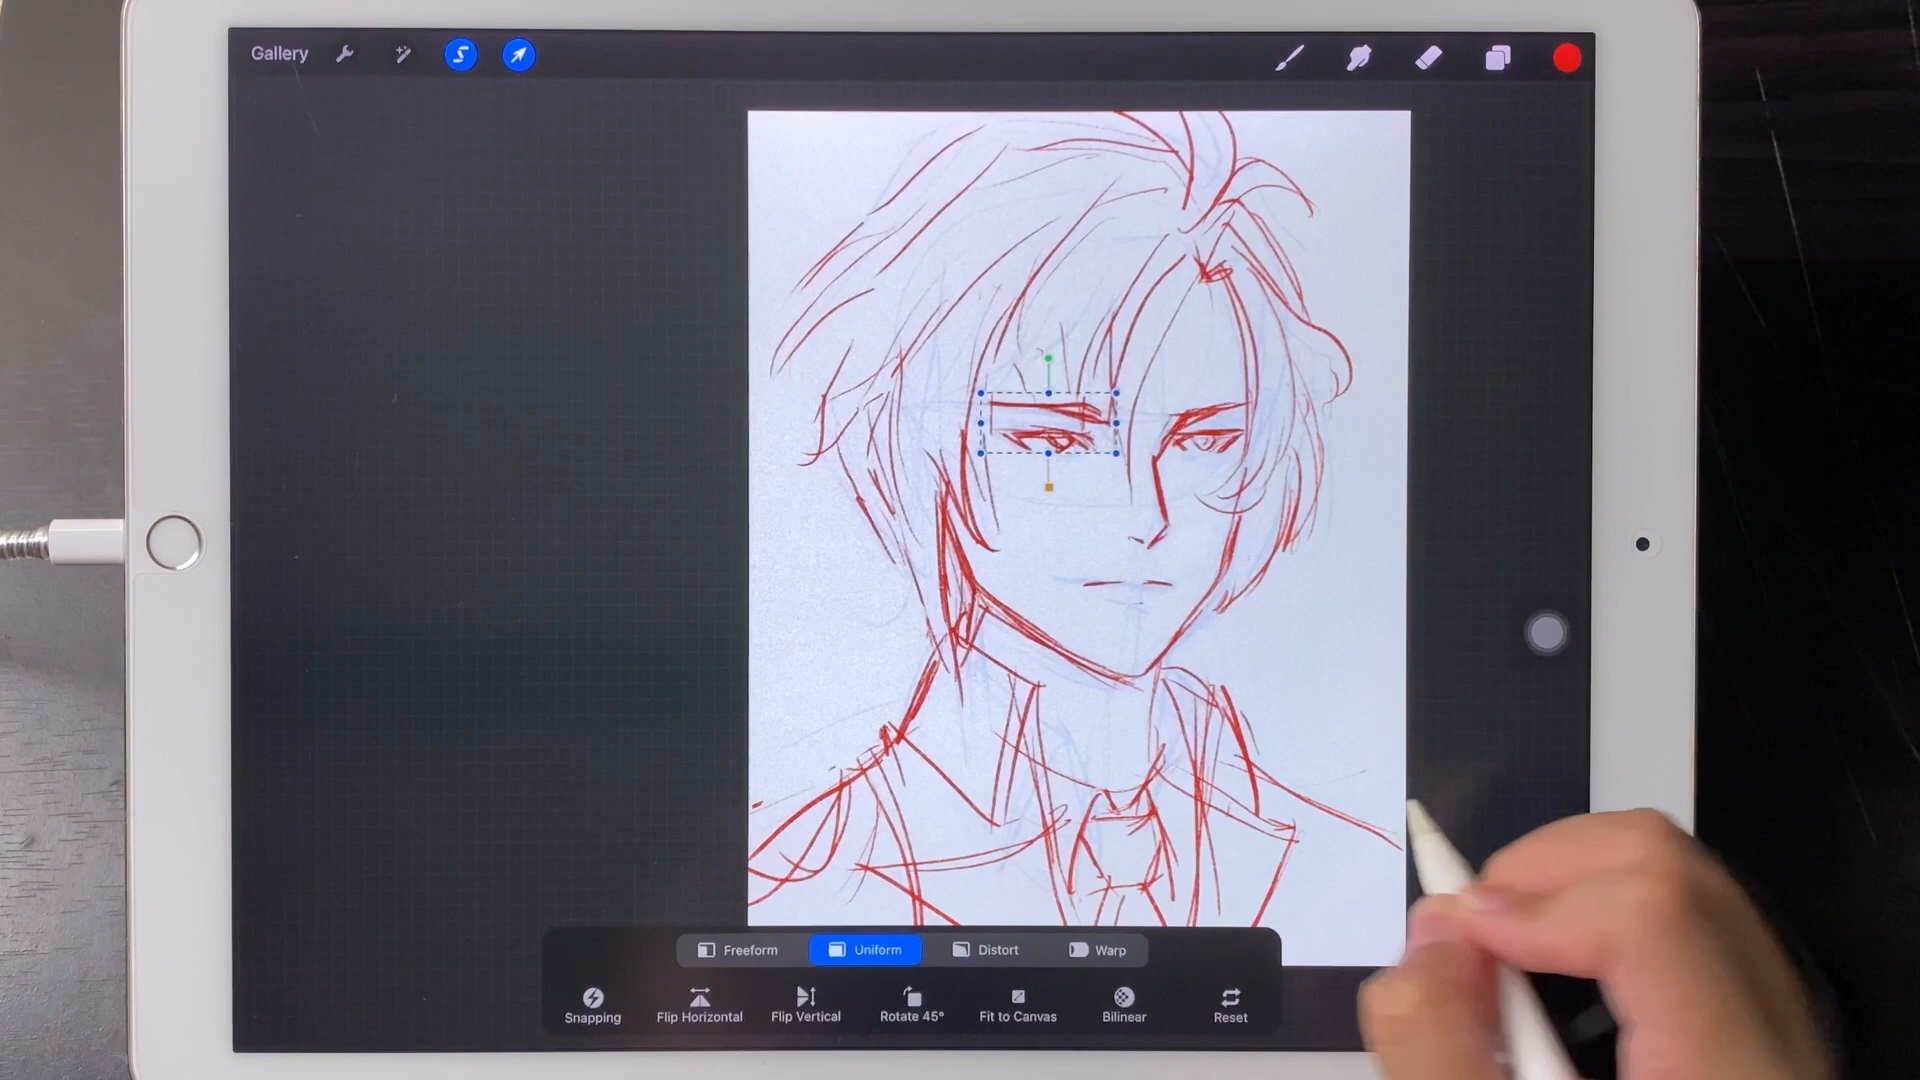 Gallery
Freeform Uniform Distort Warp
Snapping Flip Horizontal Flip Vertical Rotate 45° Fit to Canvas Bilinear Reset